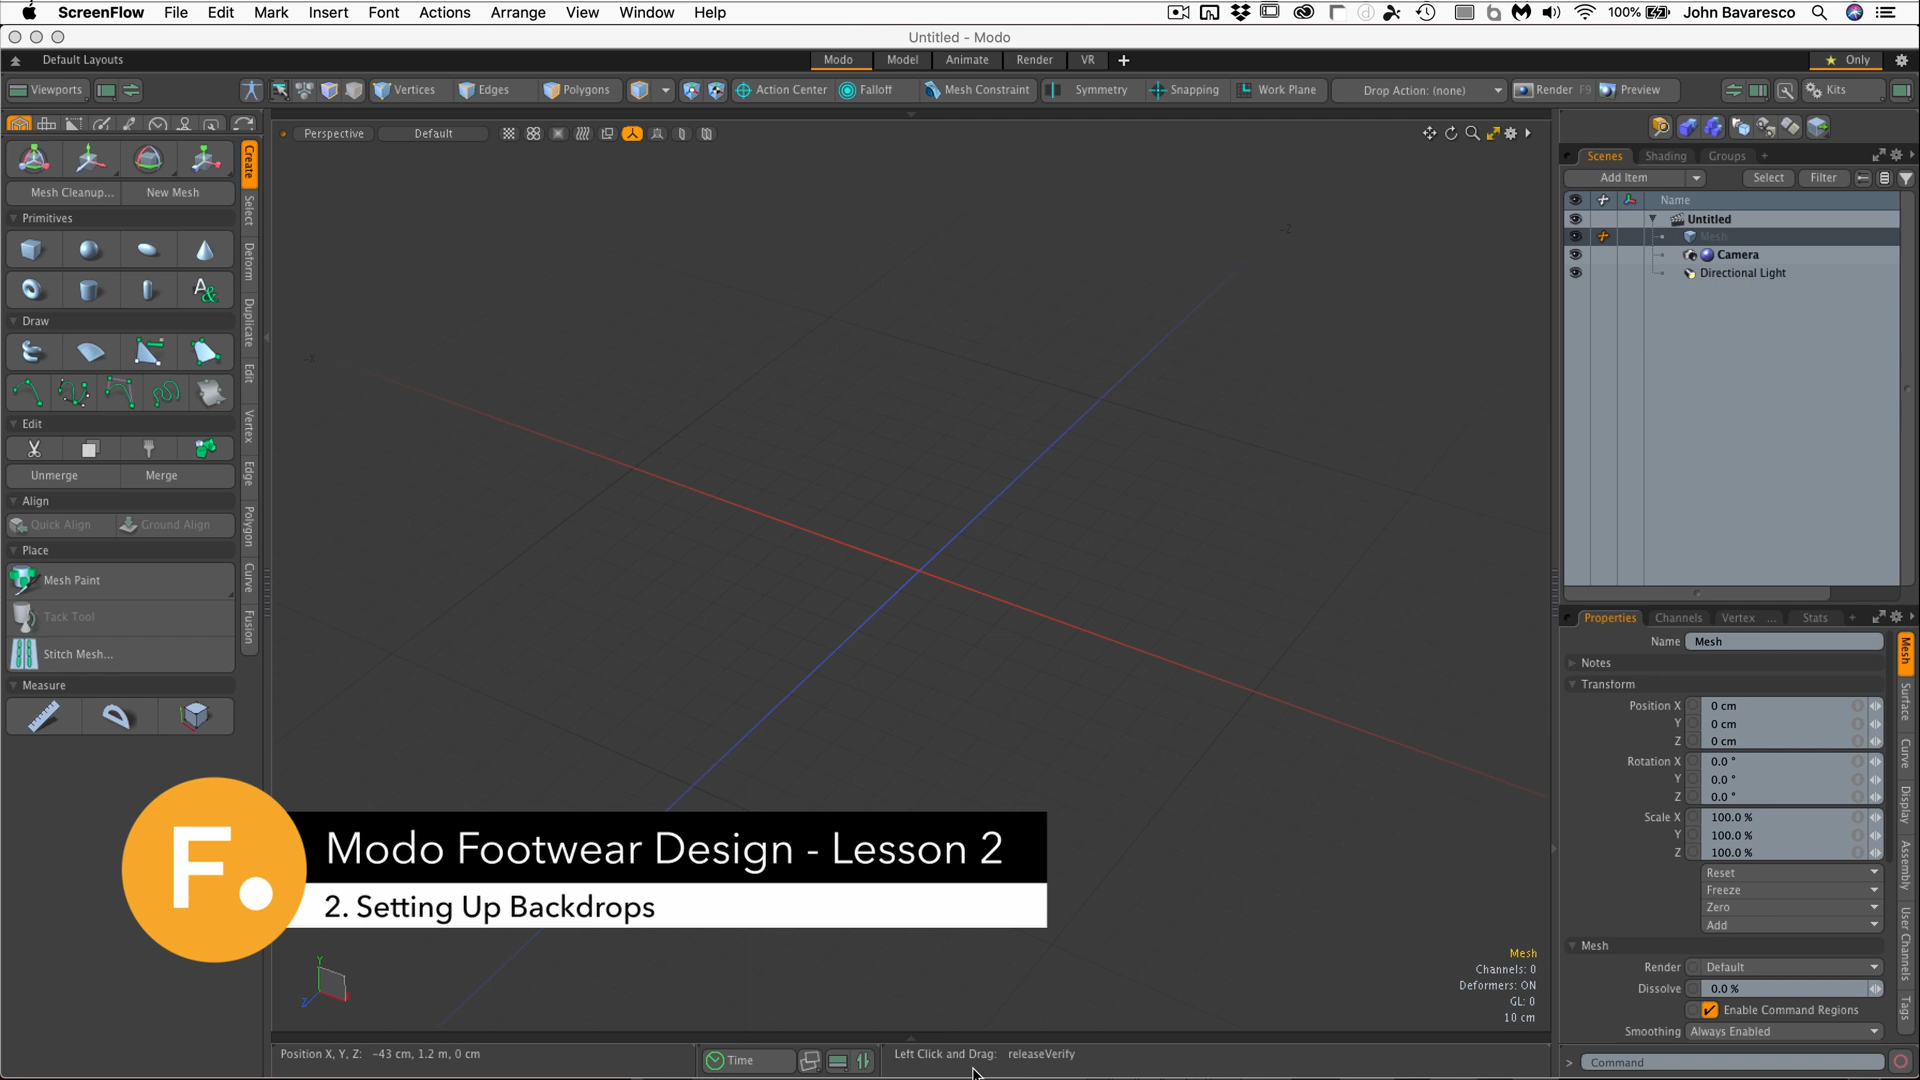 ScreenFlow File Edit Mark Insert Font Actions Arrange View Window Help 100% John Bavaresco
Untitled - Modo
Default Layouts Modo Model Animate Render VR + Only
Viewports Vertices Edges Polygons Action Center Falloff Mesh Constraint Symmetry Snapping Work Plane Drop Action: (none) Render F9 Preview Kits
Perspective Default
Mesh Cleanup... New Mesh
Primitives
Draw
Edit
Unmerge Merge
Align
Quick Align Ground Align
Place
Mesh Paint
Tack Tool
Stitch Mesh...
Measure
Create
Select
Deform
Duplicate
Edit
Vertex
Edge
Polygon
Curve
Fusion
-Z
-X
Scenes Shading Groups +
Add Item Select Filter
Name
Untitled
Mesh
Camera
Directional Light
Properties Channels Vertex ... Stats +
Name Mesh
Notes
Transform
Position X 0 cm
Y 0 cm
Z 0 cm
Rotation X 0.0 °
Y 0.0 °
Z 0.0 °
Scale X 100.0 %
Y 100.0 %
Z 100.0 %
Reset
Freeze
Zero
Add
Mesh
Render Default
Dissolve 0.0 %
Enable Command Regions
Smoothing Always Enabled
> Command
Mesh
Surface
Curve
Display
Assembly
User Channels
Tags
F.
Modo Footwear Design - Lesson 2
2. Setting Up Backdrops
Y
Z
Mesh
Channels: 0
Deformers: ON
GL: 0
10 cm
Position X, Y, Z: -43 cm, 1.2 m, 0 cm
Time
Left Click and Drag: releaseVerify